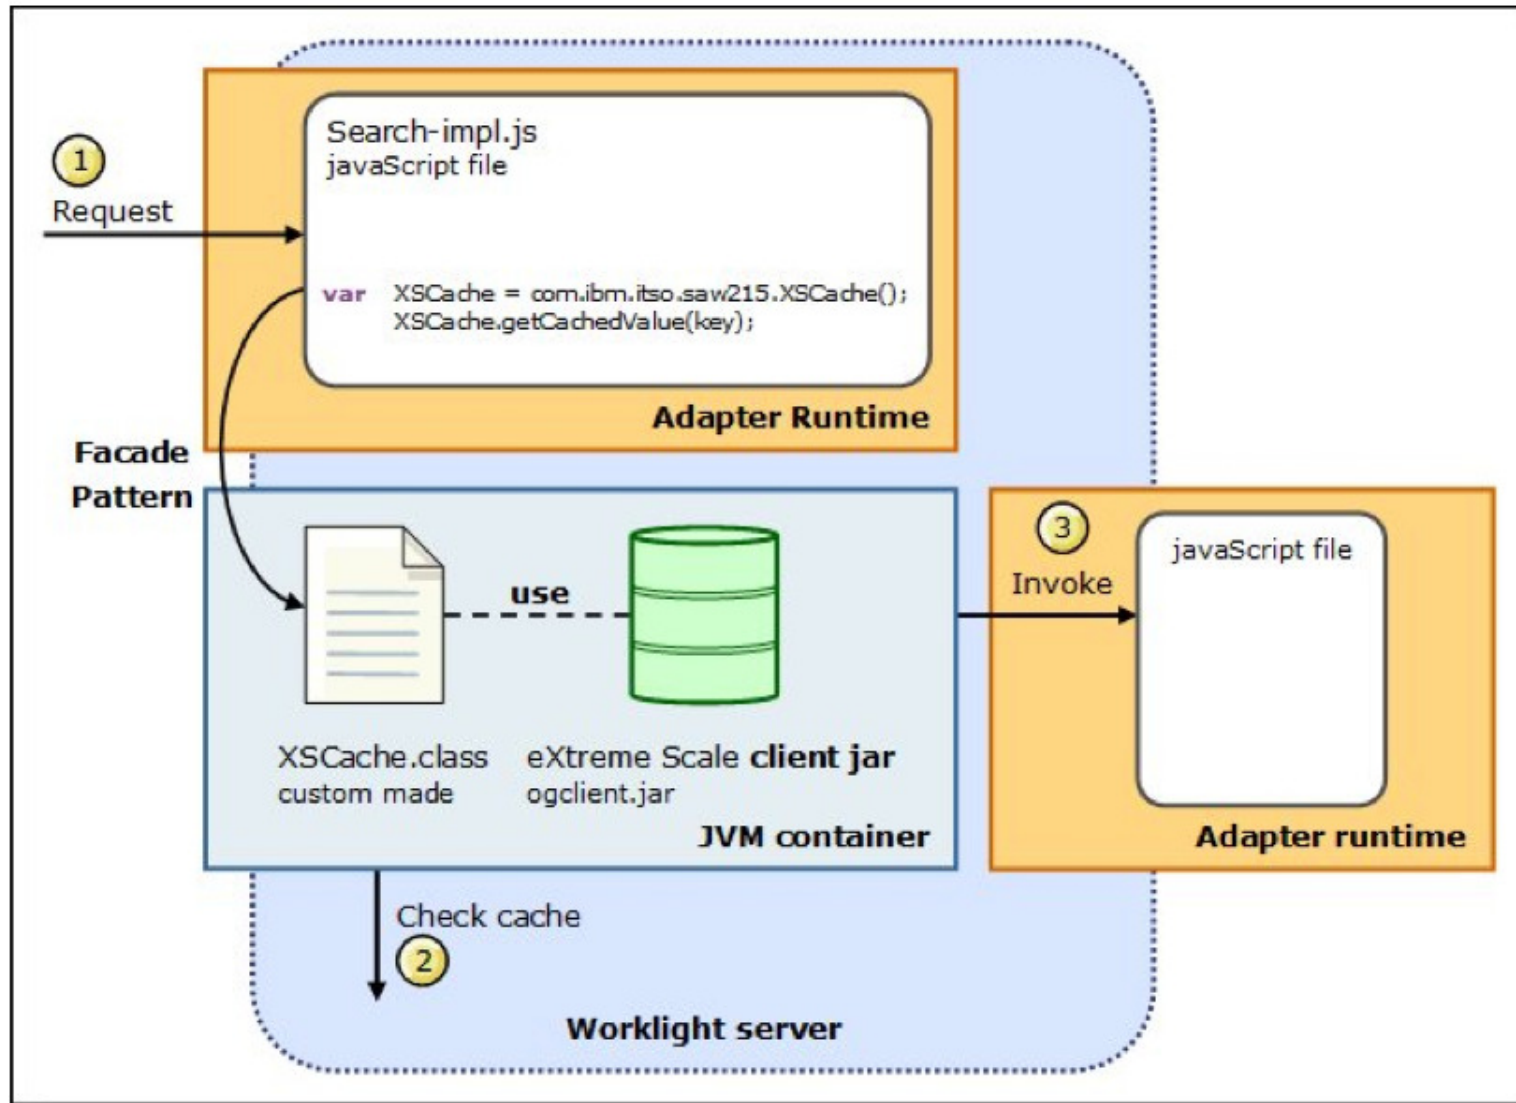 1
Request
Search-impl.js
javaScript file
var XSCache = com.ibm.itso.saw215.XSCache();
XSCache.getCachedValue(key);
Adapter Runtime
Facade
Pattern
use
XSCache.class
custom made
eXtreme Scale client jar
ogclient.jar
JVM container
3
Invoke
javaScript file
Adapter runtime
Check cache
2
Worklight server